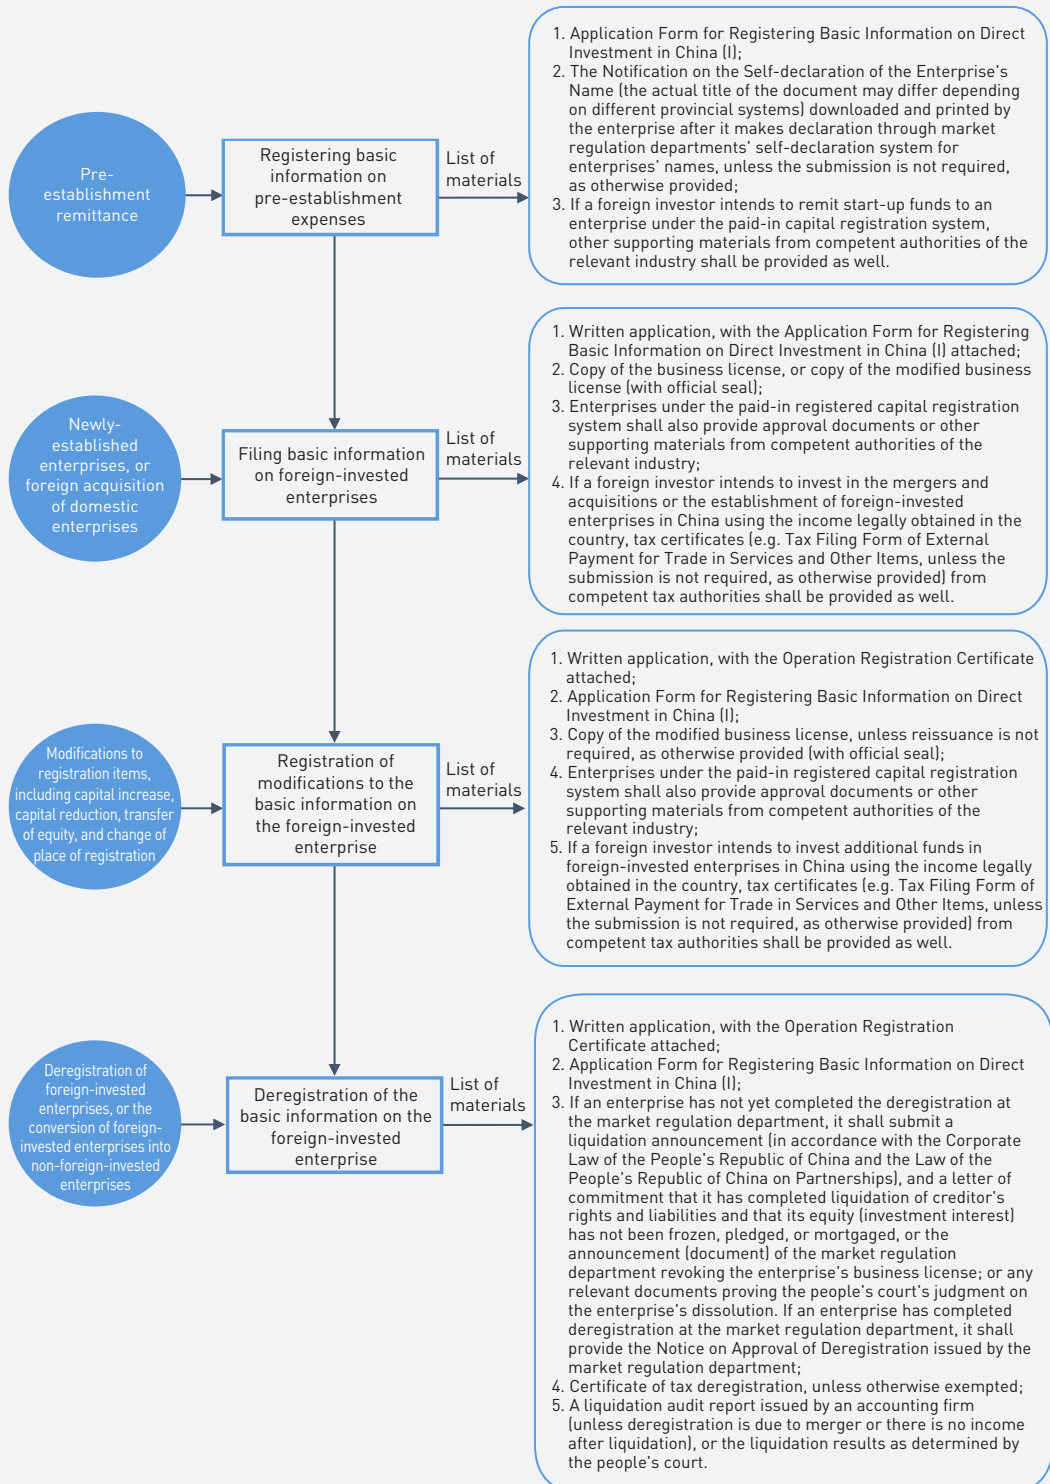 Pre-
establishment
remittance
Registering basic
information on
pre-establishment
expenses
List of
materials
1. Application Form for Registering Basic Information on Direct
Investment in China (I);
2. The Notification on the Self-declaration of the Enterprise's
Name (the actual title of the document may differ depending
on different provincial systems) downloaded and printed by
the enterprise after it makes declaration through market
regulation departments' self-declaration system for
enterprises' names, unless the submission is not required,
as otherwise provided;
3. If a foreign investor intends to remit start-up funds to an
enterprise under the paid-in capital registration system,
other supporting materials from competent authorities of the
relevant industry shall be provided as well.
Newly-
established
enterprises, or
foreign acquisition
of domestic
enterprises
Filing basic information
on foreign-invested
enterprises
List of
materials
1. Written application, with the Application Form for Registering
Basic Information on Direct Investment in China (I) attached;
2. Copy of the business license, or copy of the modified business
license (with official seal);
3. Enterprises under the paid-in registered capital registration
system shall also provide approval documents or other
supporting materials from competent authorities of the
relevant industry;
4. If a foreign investor intends to invest in the mergers and
acquisitions or the establishment of foreign-invested
enterprises in China using the income legally obtained in the
country, tax certificates (e.g. Tax Filing Form of External
Payment for Trade in Services and Other Items, unless the
submission is not required, as otherwise provided) from
competent tax authorities shall be provided as well.
Modifications to
registration items,
including capital increase,
capital reduction, transfer
of equity, and change of
place of registration
Registration of
modifications to the
basic information on
the foreign-invested
enterprise
List of
materials
1. Written application, with the Operation Registration Certificate
attached;
2. Application Form for Registering Basic Information on Direct
Investment in China (I);
3. Copy of the modified business license, unless reissuance is not
required, as otherwise provided (with official seal);
4. Enterprises under the paid-in registered capital registration
system shall also provide approval documents or other
supporting materials from competent authorities of the
relevant industry;
5. If a foreign investor intends to invest additional funds in
foreign-invested enterprises in China using the income legally
obtained in the country, tax certificates (e.g. Tax Filing Form of
External Payment for Trade in Services and Other Items, unless
the submission is not required, as otherwise provided) from
competent tax authorities shall be provided as well.
Deregistration of
foreign-invested
enterprises, or the
conversion of foreign-
invested enterprises into
non-foreign-invested
enterprises
Deregistration of the
basic information on the
foreign-invested
enterprise
List of
materials
1. Written application, with the Operation Registration
Certificate attached;
2. Application Form for Registering Basic Information on Direct
Investment in China (I);
3. If an enterprise has not yet completed the deregistration at
the market regulation department, it shall submit a
liquidation announcement (in accordance with the Corporate
Law of the People's Republic of China and the Law of the
People's Republic of China on Partnerships), and a letter of
commitment that it has completed liquidation of creditor's
rights and liabilities and that its equity (investment interest)
has not been frozen, pledged, or mortgaged, or the
announcement (document) of the market regulation
department revoking the enterprise's business license; or any
relevant documents proving the people's court's judgment on
the enterprise's dissolution. If an enterprise has completed
deregistration at the market regulation department, it shall
provide the Notice on Approval of Deregistration issued by the
market regulation department;
4. Certificate of tax deregistration, unless otherwise exempted;
5. A liquidation audit report issued by an accounting firm
(unless deregistration is due to merger or there is no income
after liquidation), or the liquidation results as determined by
the people's court.